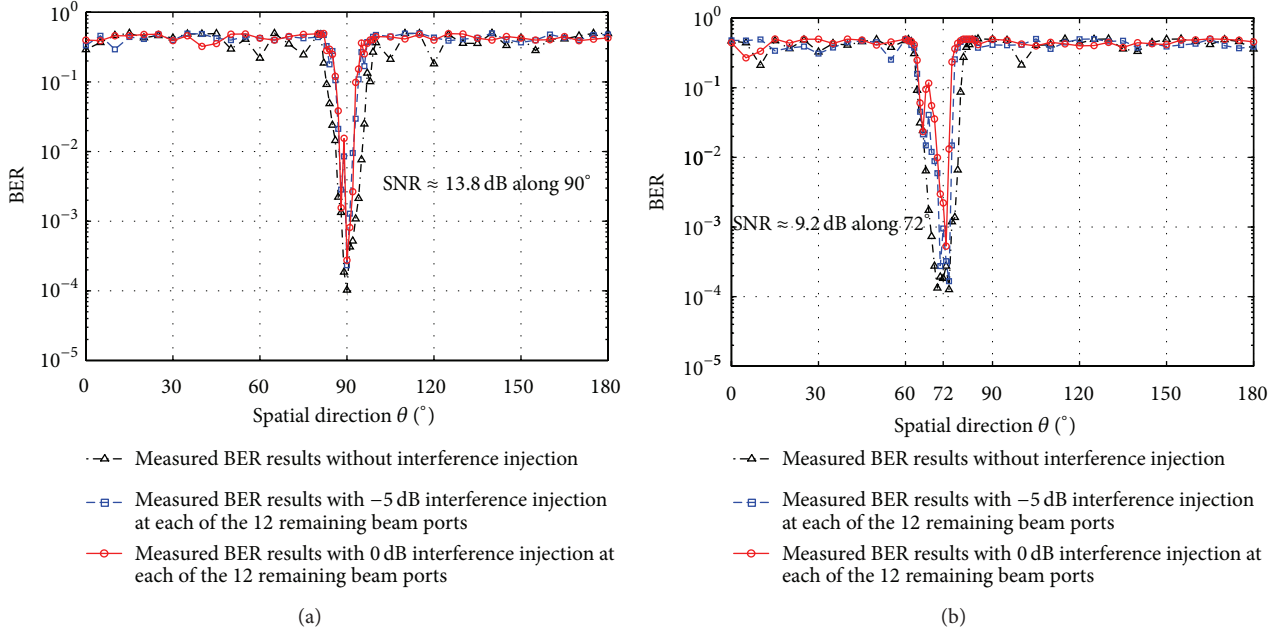 10⁰
10⁻¹
10⁻²
10⁻³
10⁻⁴
10⁻⁵
BER
SNR ≈ 13.8 dB along 90°
0 30 60 90 120 150 180
Spatial direction θ (°)
Measured BER results without interference injection
Measured BER results with −5 dB interference injection
at each of the 12 remaining beam ports
Measured BER results with 0 dB interference injection at
each of the 12 remaining beam ports
(a)
10⁰
10⁻¹
10⁻²
10⁻³
10⁻⁴
10⁻⁵
BER
SNR ≈ 9.2 dB along 72°
0 30 60 72 90 120 150 180
Spatial direction θ (°)
Measured BER results without interference injection
Measured BER results with −5 dB interference injection
at each of the 12 remaining beam ports
Measured BER results with 0 dB interference injection at
each of the 12 remaining beam ports
(b)